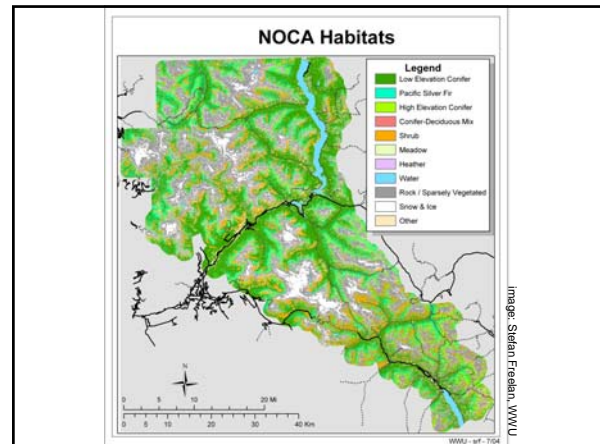 NOCA Habitats
Legend
Low Elevation Conifer
Pacific Silver Fir
High Elevation Conifer
Conifer-Deciduous Mix
Shrub
Meadow
Heather
Water
Rock / Sparsely Vegetated
Snow & Ice
Other
image: Stefan Freelan, WWU
N
0 5 10 20 Mi
0 5 10 20 30 40 Km
WWU - srf - 7/04